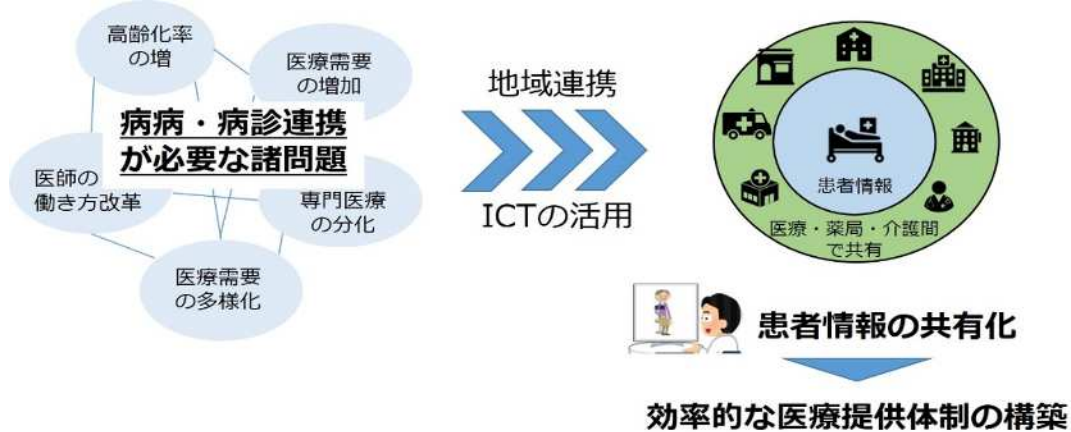 高齢化率
の増
医療需要
の増加
病病・病診連携
が必要な諸問題
医師の
働き方改革
専門医療
の分化
医療需要
の多様化
地域連携
ICTの活用
患者情報
医療・薬局・介護間
で共有
患者情報の共有化
効率的な医療提供体制の構築